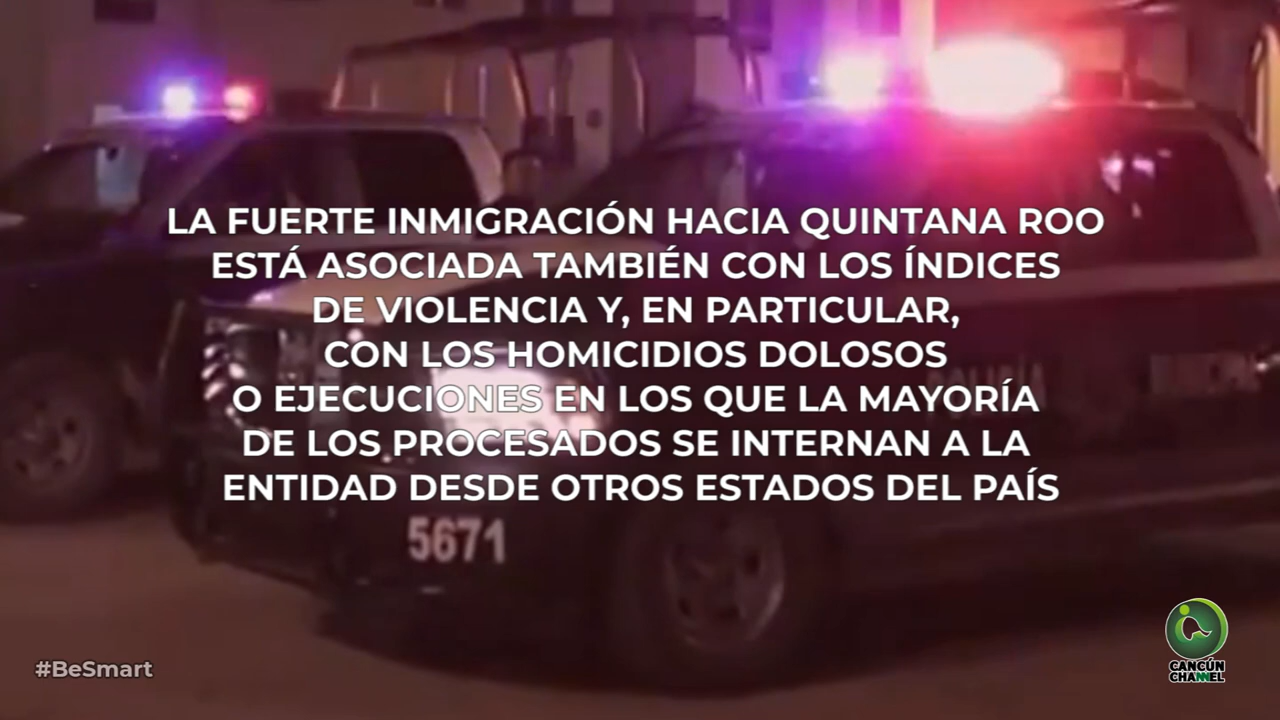 LA FUERTE INMIGRACIÓN HACIA QUINTANA ROO
ESTÁ ASOCIADA TAMBIÉN CON LOS ÍNDICES
DE VIOLENCIA Y, EN PARTICULAR,
CON LOS HOMICIDIOS DOLOSOS
O EJECUCIONES EN LOS QUE LA MAYORÍA
DE LOS PROCESADOS SE INTERNAN A LA
ENTIDAD DESDE OTROS ESTADOS DEL PAÍS
5671
#BeSmart
CANCÚN
CHANNEL